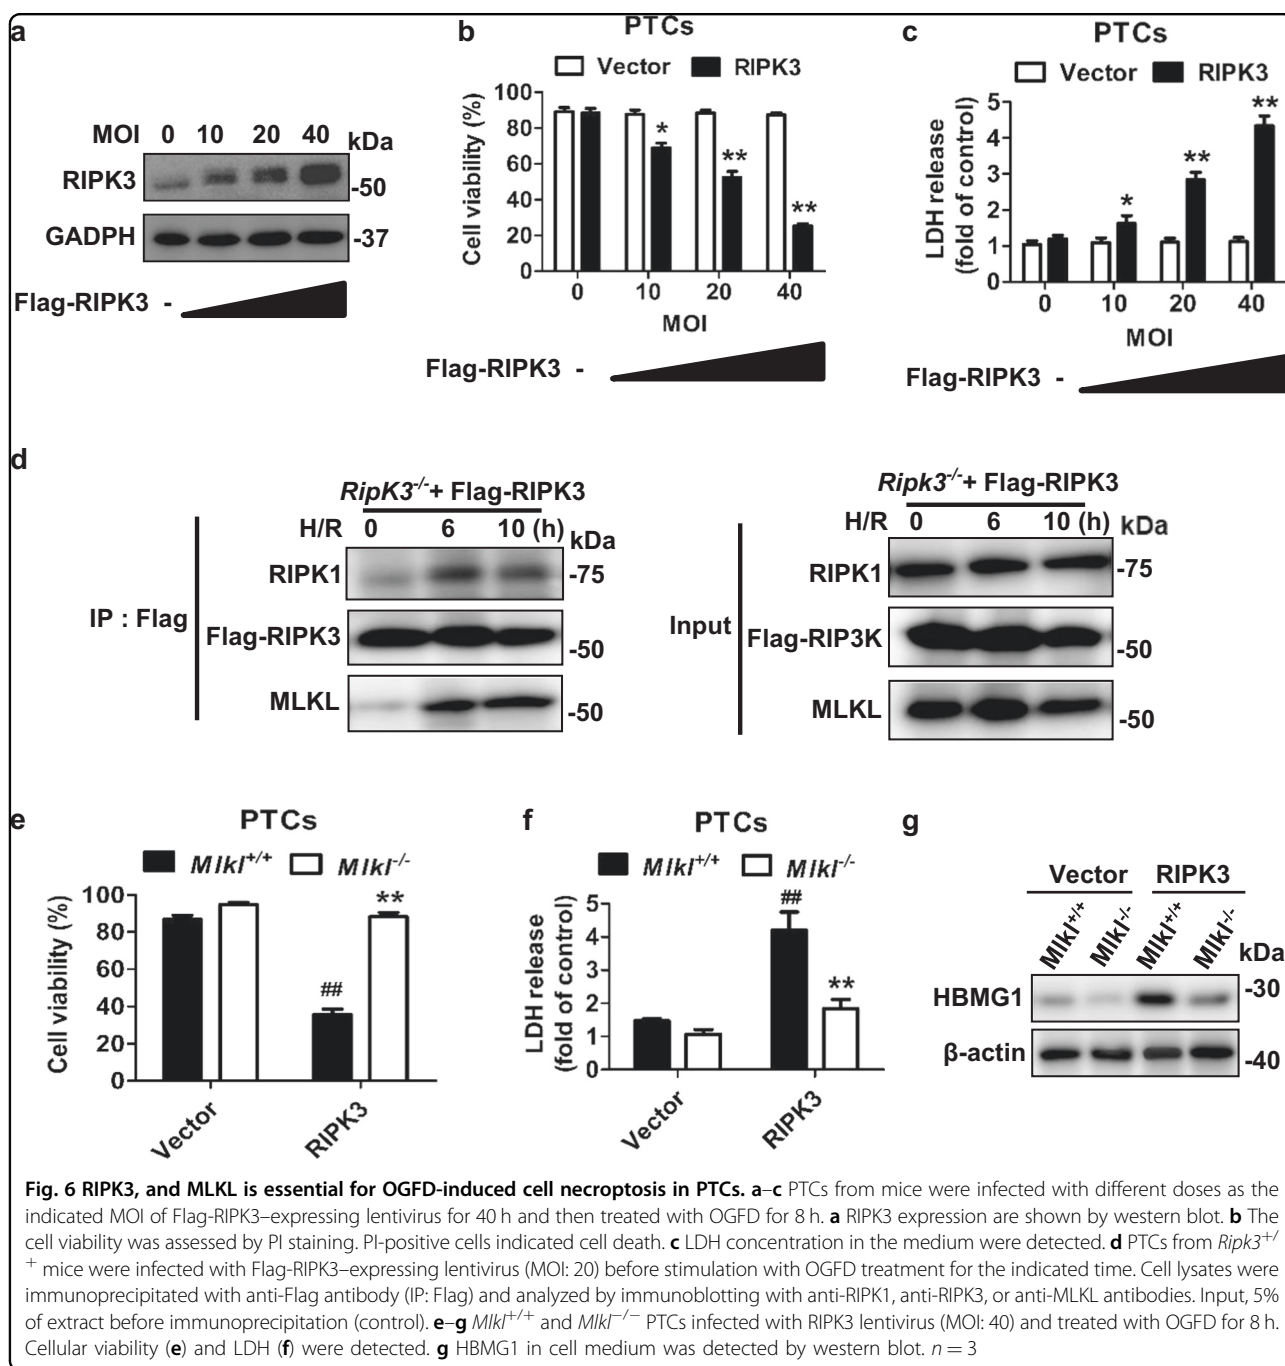 a
MOI 0 10 20 40 kDa
RIPK3 -50
GADPH -37
Flag-RIPK3 -
b
PTCs
Vector RIPK3
Cell viability (%)
100
80
60
40
20
0
* ** **
0 10 20 40
MOI
Flag-RIPK3 -
c
PTCs
Vector RIPK3
LDH release
(fold of control)
5
4
3
2
1
0
* ** **
0 10 20 40
MOI
Flag-RIPK3 -
d
RipK3-/-+ Flag-RIPK3
H/R 0 6 10 (h) kDa
IP : Flag
RIPK1 -75
Flag-RIPK3 -50
MLKL -50
Ripk3-/-+ Flag-RIPK3
H/R 0 6 10 (h) kDa
Input
RIPK1 -75
Flag-RIP3K -50
MLKL -50
e
PTCs
Mlkl+/+ Mlkl-/-
Cell viability (%)
100
80
60
40
20
0
## **
Vector RIPK3
f
PTCs
Mlkl+/+ Mlkl-/-
LDH release
(fold of control)
5
4
3
2
1
0
## **
Vector RIPK3
g
Vector RIPK3
Mlkl+/+ Mlkl-/- Mlkl+/+ Mlkl-/- kDa
HBMG1 -30
β-actin -40
Fig. 6 RIPK3, and MLKL is essential for OGFD-induced cell necroptosis in PTCs. a–c PTCs from mice were infected with different doses as the
indicated MOI of Flag-RIPK3–expressing lentivirus for 40 h and then treated with OGFD for 8 h. a RIPK3 expression are shown by western blot. b The
cell viability was assessed by PI staining. PI-positive cells indicated cell death. c LDH concentration in the medium were detected. d PTCs from Ripk3+/
+ mice were infected with Flag-RIPK3–expressing lentivirus (MOI: 20) before stimulation with OGFD treatment for the indicated time. Cell lysates were
immunoprecipitated with anti-Flag antibody (IP: Flag) and analyzed by immunoblotting with anti-RIPK1, anti-RIPK3, or anti-MLKL antibodies. Input, 5%
of extract before immunoprecipitation (control). e–g Mlkl+/+ and Mlkl−/− PTCs infected with RIPK3 lentivirus (MOI: 40) and treated with OGFD for 8 h.
Cellular viability (e) and LDH (f) were detected. g HBMG1 in cell medium was detected by western blot. n = 3